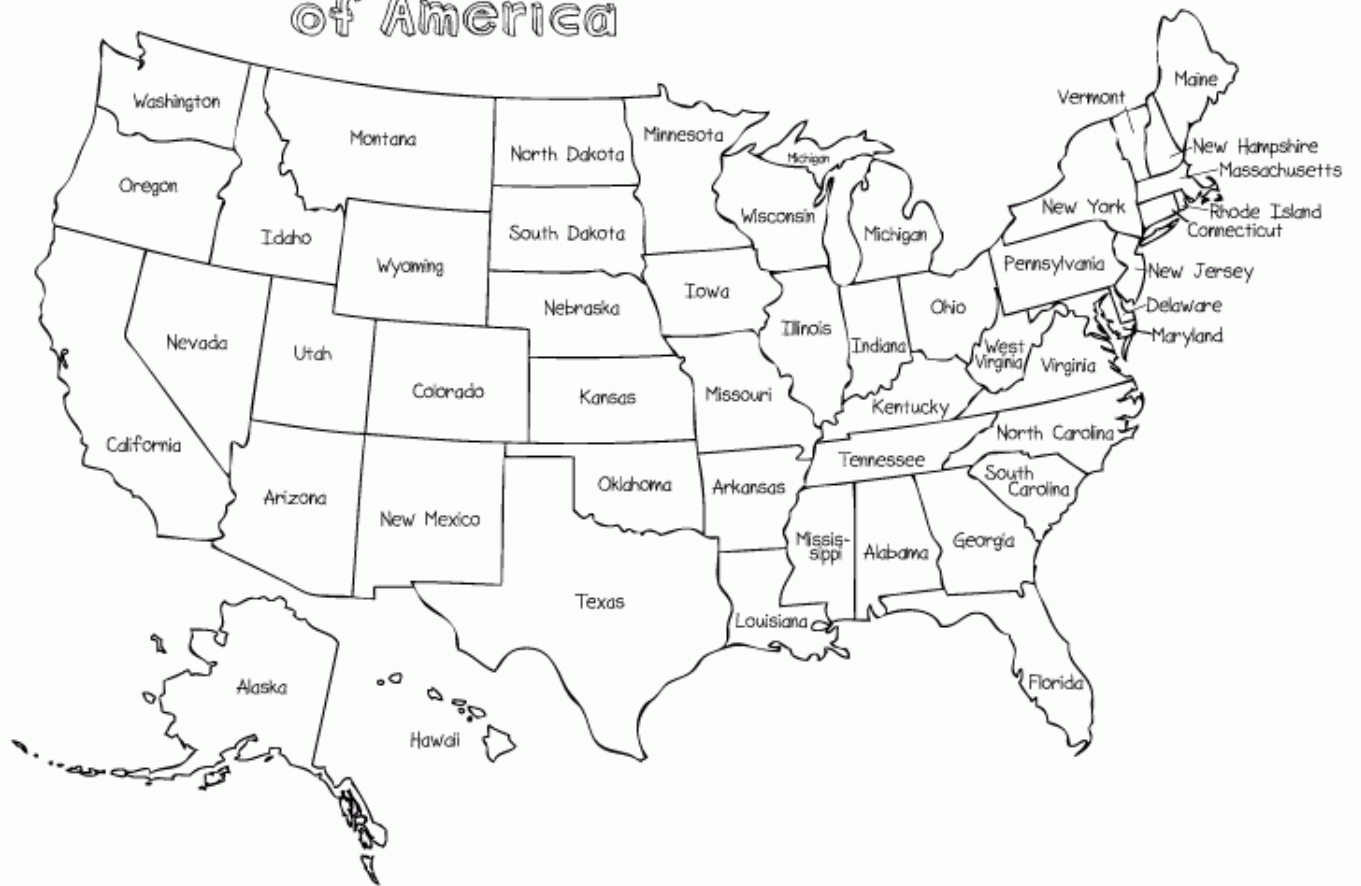 of America
Maine
Washington
Vermont
Minnesota
Montana
New Hampshire
North Dakota
Michigan
Massachusetts
Oregon
New York
Rhode Island
Wisconsin
Connecticut
South Dakota
Michigan
Idaho
Wyoming
Pennsylvania
New Jersey
Iowa
Nebraska
Ohio
Delaware
Illinois
Maryland
Nevada
Indiana
West
Virginia
Utah
Virginia
Colorado
Missouri
Kansas
Kentucky
North Carolina
California
Tennessee
South
Carolina
Oklahoma
Arkansas
Arizona
New Mexico
Missis-
sippi
Alabama
Georgia
Texas
Louisiana
Florida
Alaska
Hawaii